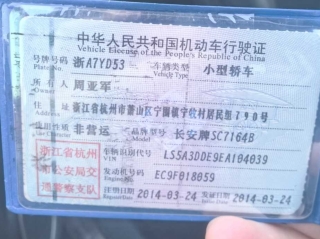 中华人民共和国机动车行驶证
Vehicle License of the People's Republic of China
号牌号码 浙A7YD53 车辆类型 小型轿车
Plate No. Vehicle Type
所有人 周亚军
住址 浙江省杭州市萧山区宁围镇宁牧村居民组790号
使用性质 非营运 品牌型号 长安牌SC7164B
浙江省杭州
市公安局交
通警察支队
车辆识别代号 LS5A3DDE9EA104039
VIN
发动机号码 EC9F018059
注册日期 2014-03-24 发证日期 2014-03-24